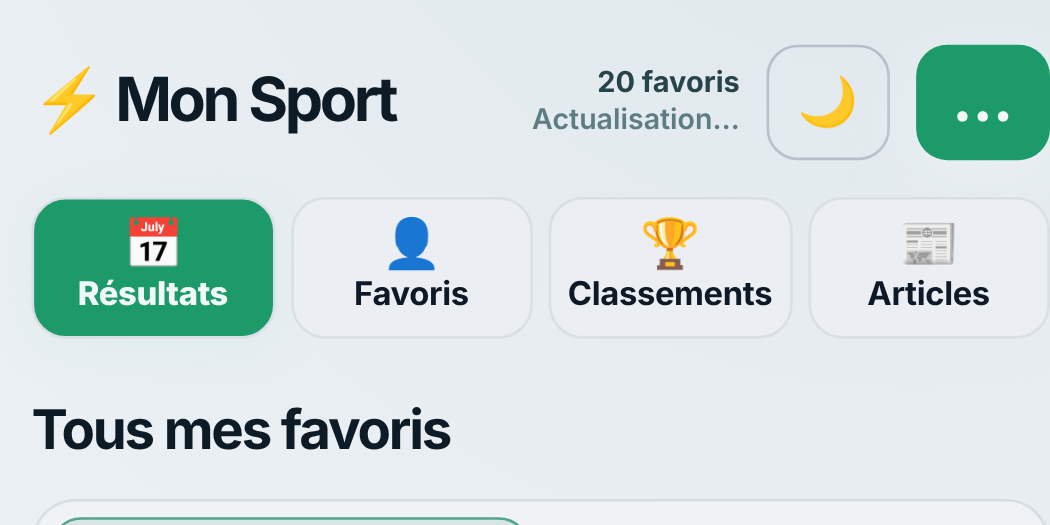 Mon Sport
20 favoris
Actualisation...
...
July
17
Résultats
Favoris
Classements
Articles
Tous mes favoris